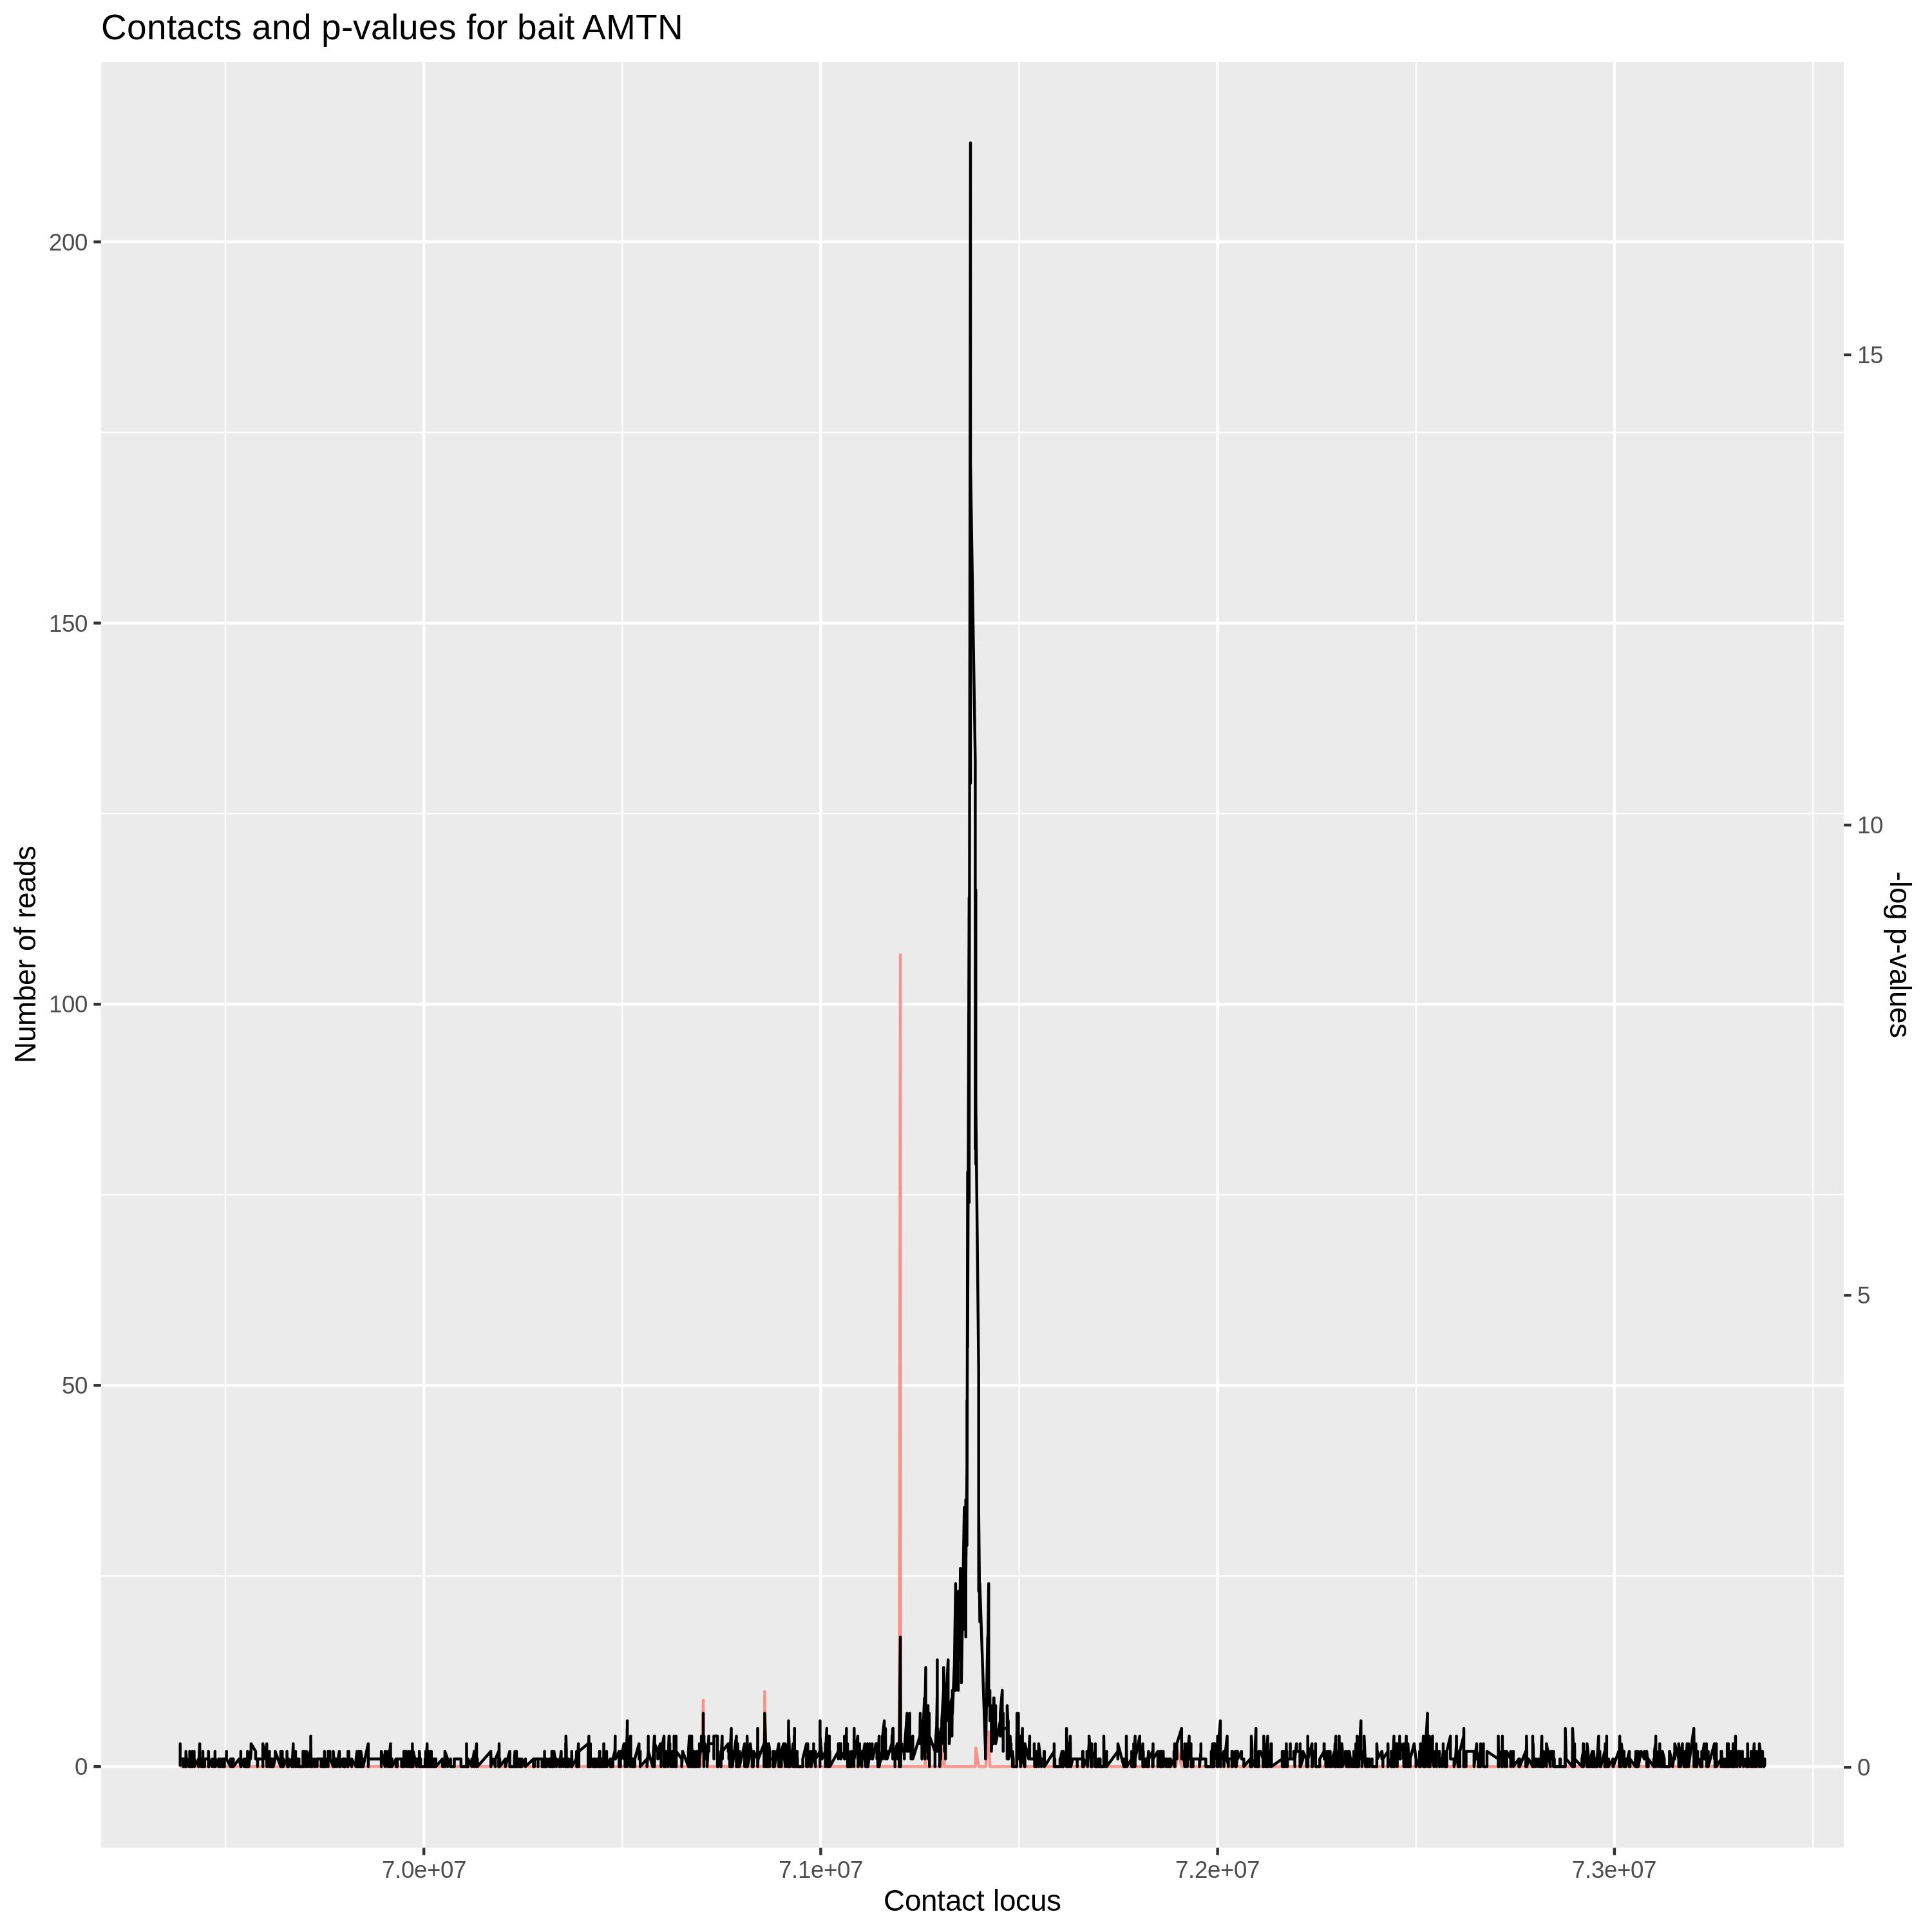 Contacts and p-values for bait AMTN
200
150
100
50
0
Number of reads
15
10
5
0
-log p-values
7.0e+07
7.1e+07
7.2e+07
7.3e+07
Contact locus